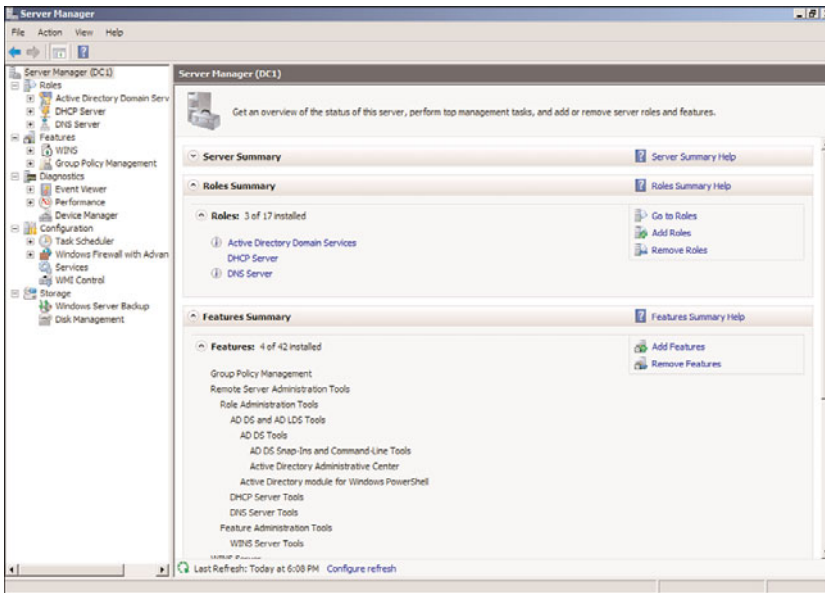 Server Manager
File Action View Help
Server Manager (DC1)
Roles
Active Directory Domain Serv
DHCP Server
DNS Server
Features
WINS
Group Policy Management
Diagnostics
Event Viewer
Performance
Device Manager
Configuration
Task Scheduler
Windows Firewall with Advan
Services
WMI Control
Storage
Windows Server Backup
Disk Management
Server Manager (DC1)
Get an overview of the status of this server, perform top management tasks, and add or remove server roles and features.
Server Summary Server Summary Help
Roles Summary Roles Summary Help
Roles: 3 of 17 installed Go to Roles
Add Roles
Active Directory Domain Services Remove Roles
DHCP Server
DNS Server
Features Summary Features Summary Help
Features: 4 of 42 installed Add Features
Remove Features
Group Policy Management
Remote Server Administration Tools
Role Administration Tools
AD DS and AD LDS Tools
AD DS Tools
AD DS Snap-Ins and Command-Line Tools
Active Directory Administrative Center
Active Directory module for Windows PowerShell
DHCP Server Tools
DNS Server Tools
Feature Administration Tools
WINS Server Tools
Last Refresh: Today at 6:08 PM Configure refresh